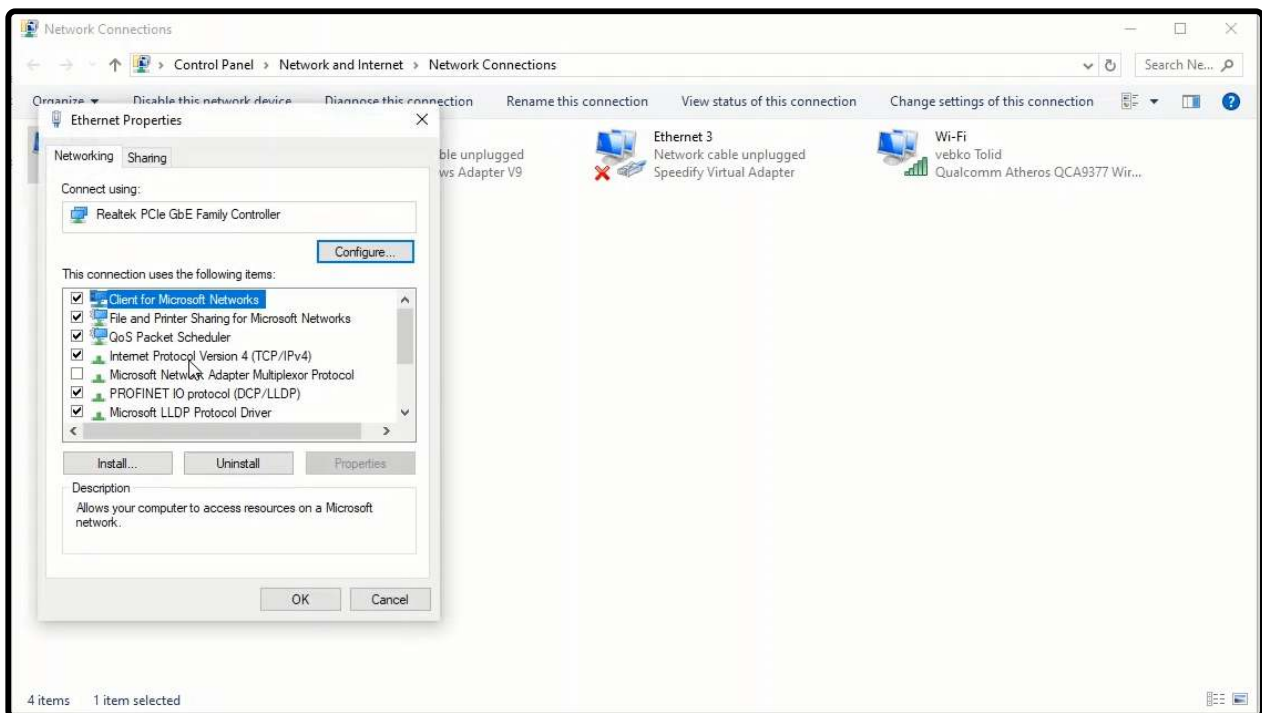 Network Connections
Control Panel > Network and Internet > Network Connections
Search Ne...
Organize Disable this network device Diagnose this connection Rename this connection View status of this connection Change settings of this connection
Ethernet Properties
Networking Sharing
Connect using:
Realtek PCIe GbE Family Controller
Configure...
This connection uses the following items:
Client for Microsoft Networks
File and Printer Sharing for Microsoft Networks
QoS Packet Scheduler
Internet Protocol Version 4 (TCP/IPv4)
Microsoft Network Adapter Multiplexor Protocol
PROFINET IO protocol (DCP/LLDP)
Microsoft LLDP Protocol Driver
Install... Uninstall Properties
Description
Allows your computer to access resources on a Microsoft
network.
OK Cancel
ble unplugged
ws Adapter V9
Ethernet 3
Network cable unplugged
Speedify Virtual Adapter
Wi-Fi
vebko Tolid
Qualcomm Atheros QCA9377 Wir...
4 items 1 item selected